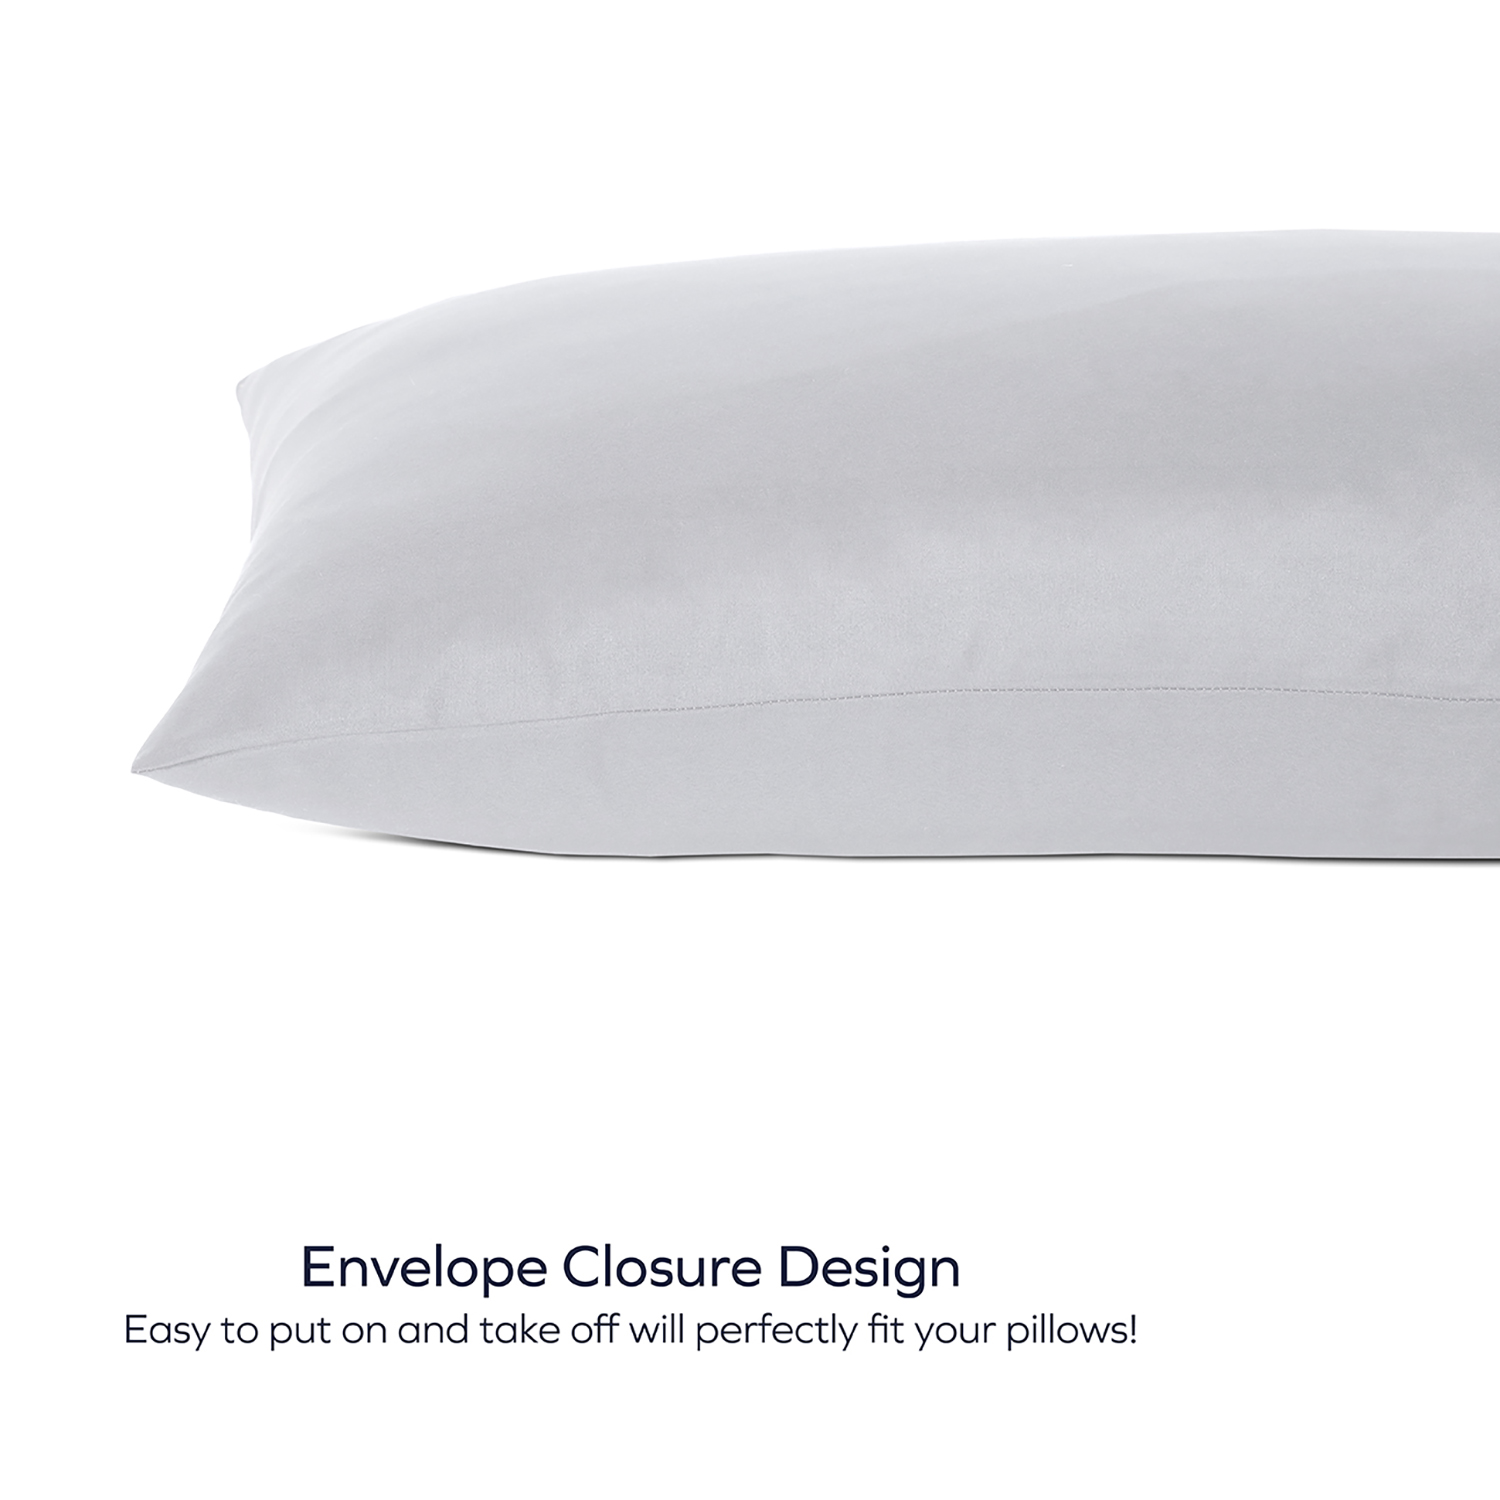 Envelope Closure Design
Easy to put on and take off will perfectly fit your pillows!